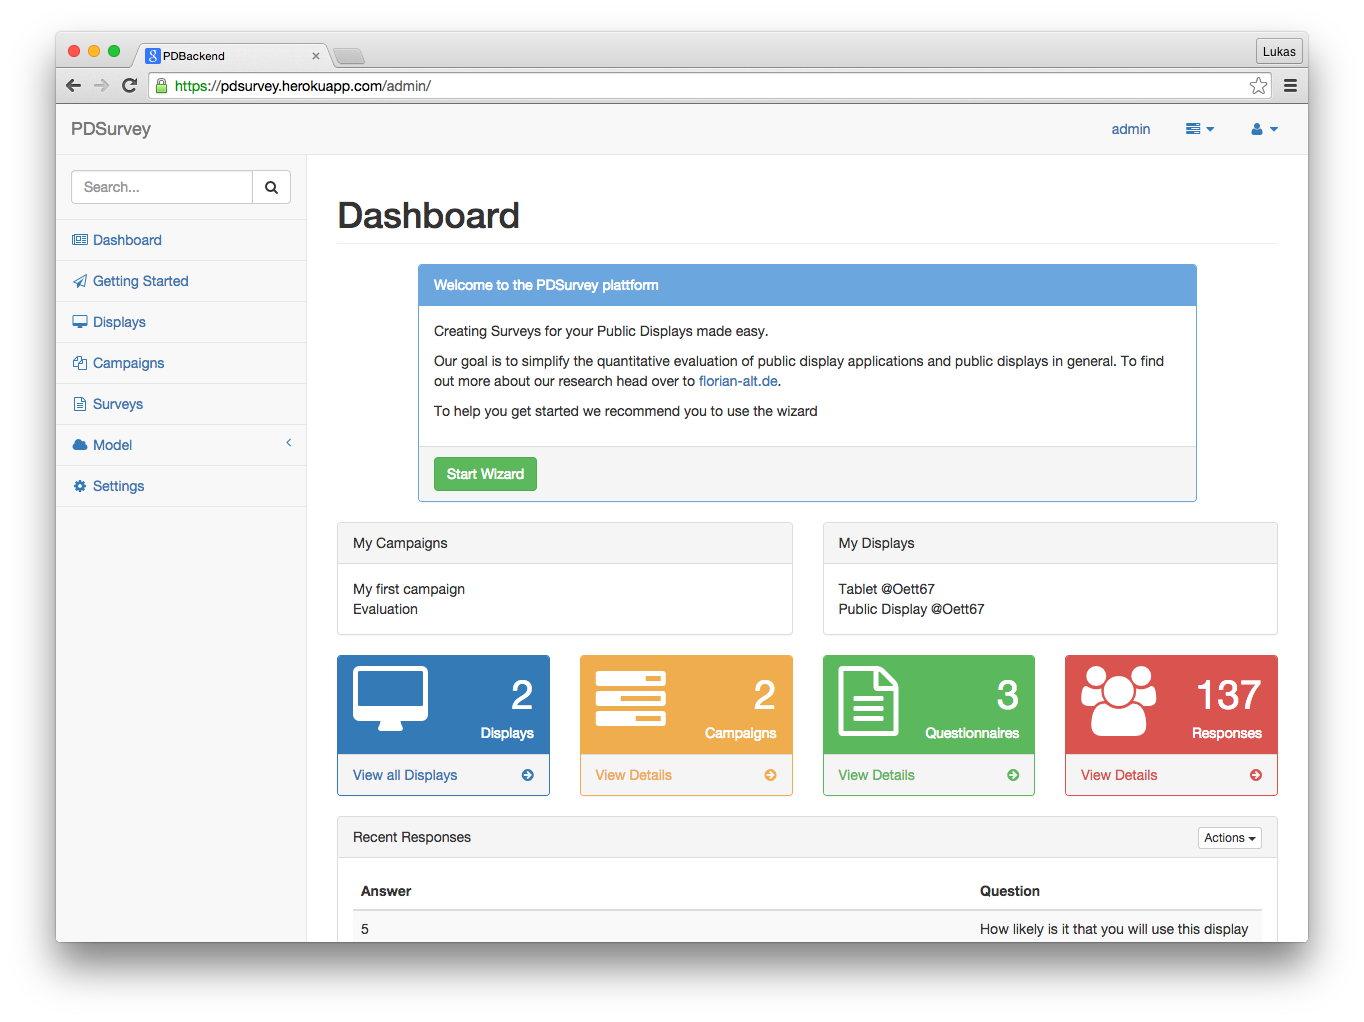 PDBackend
Lukas
https://pdsurvey.herokuapp.com/admin/
PDSurvey
admin
Search...
Dashboard
Getting Started
Displays
Campaigns
Surveys
Model
Settings
Dashboard
Welcome to the PDSurvey plattform
Creating Surveys for your Public Displays made easy.
Our goal is to simplify the quantitative evaluation of public display applications and public displays in general. To find
out more about our research head over to florian-alt.de.
To help you get started we recommend you to use the wizard
Start Wizard
My Campaigns
My first campaign
Evaluation
My Displays
Tablet @Oett67
Public Display @Oett67
2
Displays
View all Displays
2
Campaigns
View Details
3
Questionnaires
View Details
137
Responses
View Details
Recent Responses
Actions
Answer
Question
5
How likely is it that you will use this display